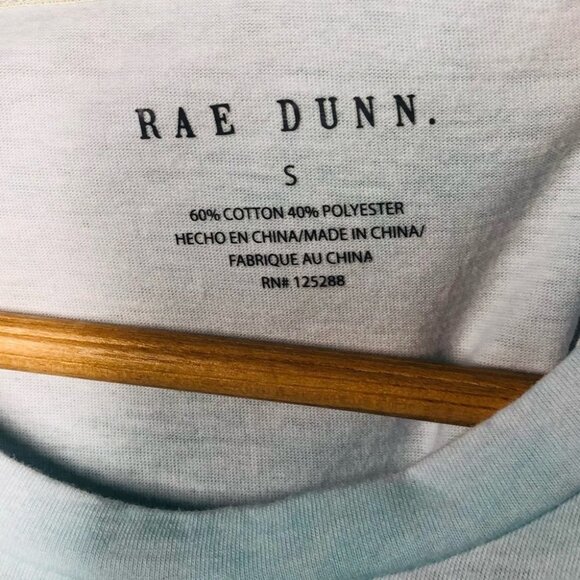 RAE DUNN.
S
60% COTTON 40% POLYESTER
HECHO EN CHINA/MADE IN CHINA/
FABRIQUE AU CHINA
RN# 125288